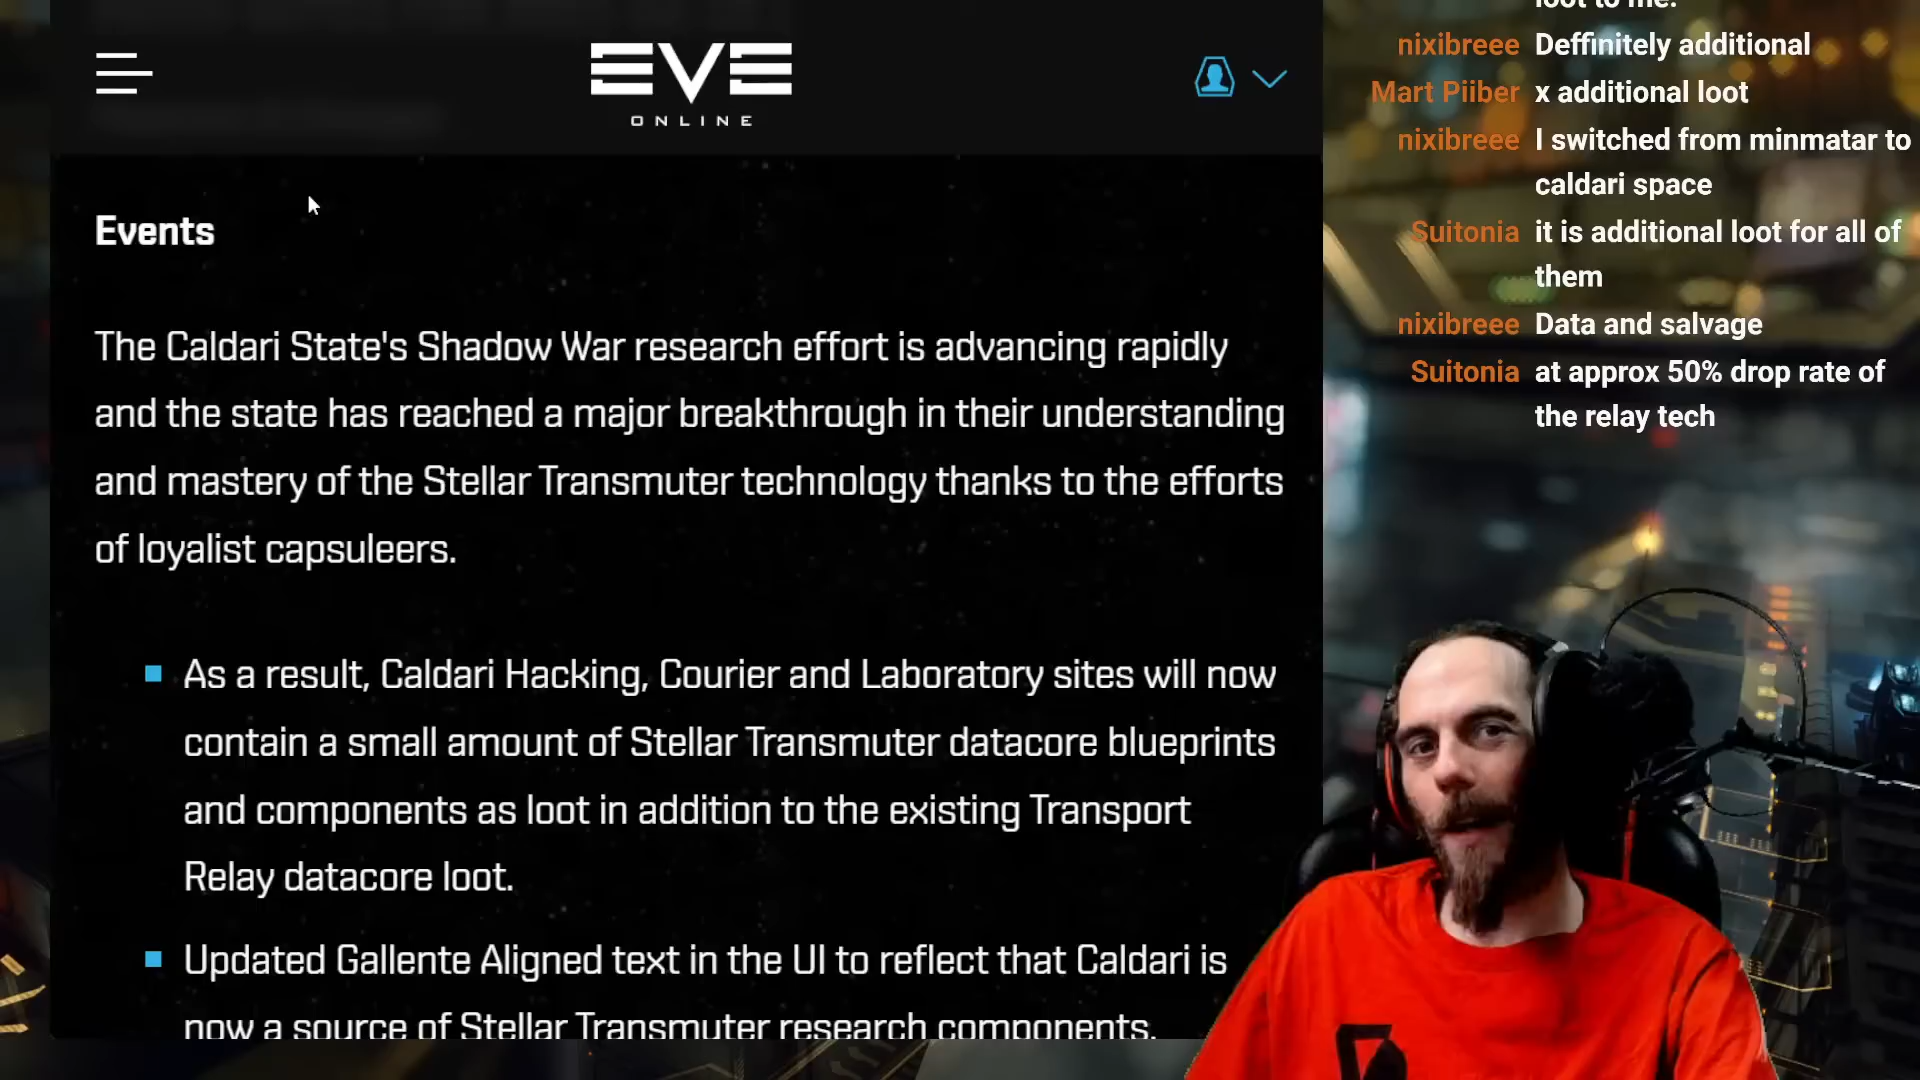 EVE
ONLINE
Events
The Caldari State's Shadow War research effort is advancing rapidly
and the state has reached a major breakthrough in their understanding
and mastery of the Stellar Transmuter technology thanks to the efforts
of loyalist capsuleers.
As a result, Caldari Hacking, Courier and Laboratory sites will now
contain a small amount of Stellar Transmuter datacore blueprints
and components as loot in addition to the existing Transport
Relay datacore loot.
Updated Gallente Aligned text in the UI to reflect that Caldari is
now a source of Stellar Transmuter research components.
loot to me.
nixibreee Deffinitely additional
Mart Piiber x additional loot
nixibreee I switched from minmatar to
caldari space
Suitonia it is additional loot for all of
them
nixibreee Data and salvage
Suitonia at approx 50% drop rate of
the relay tech